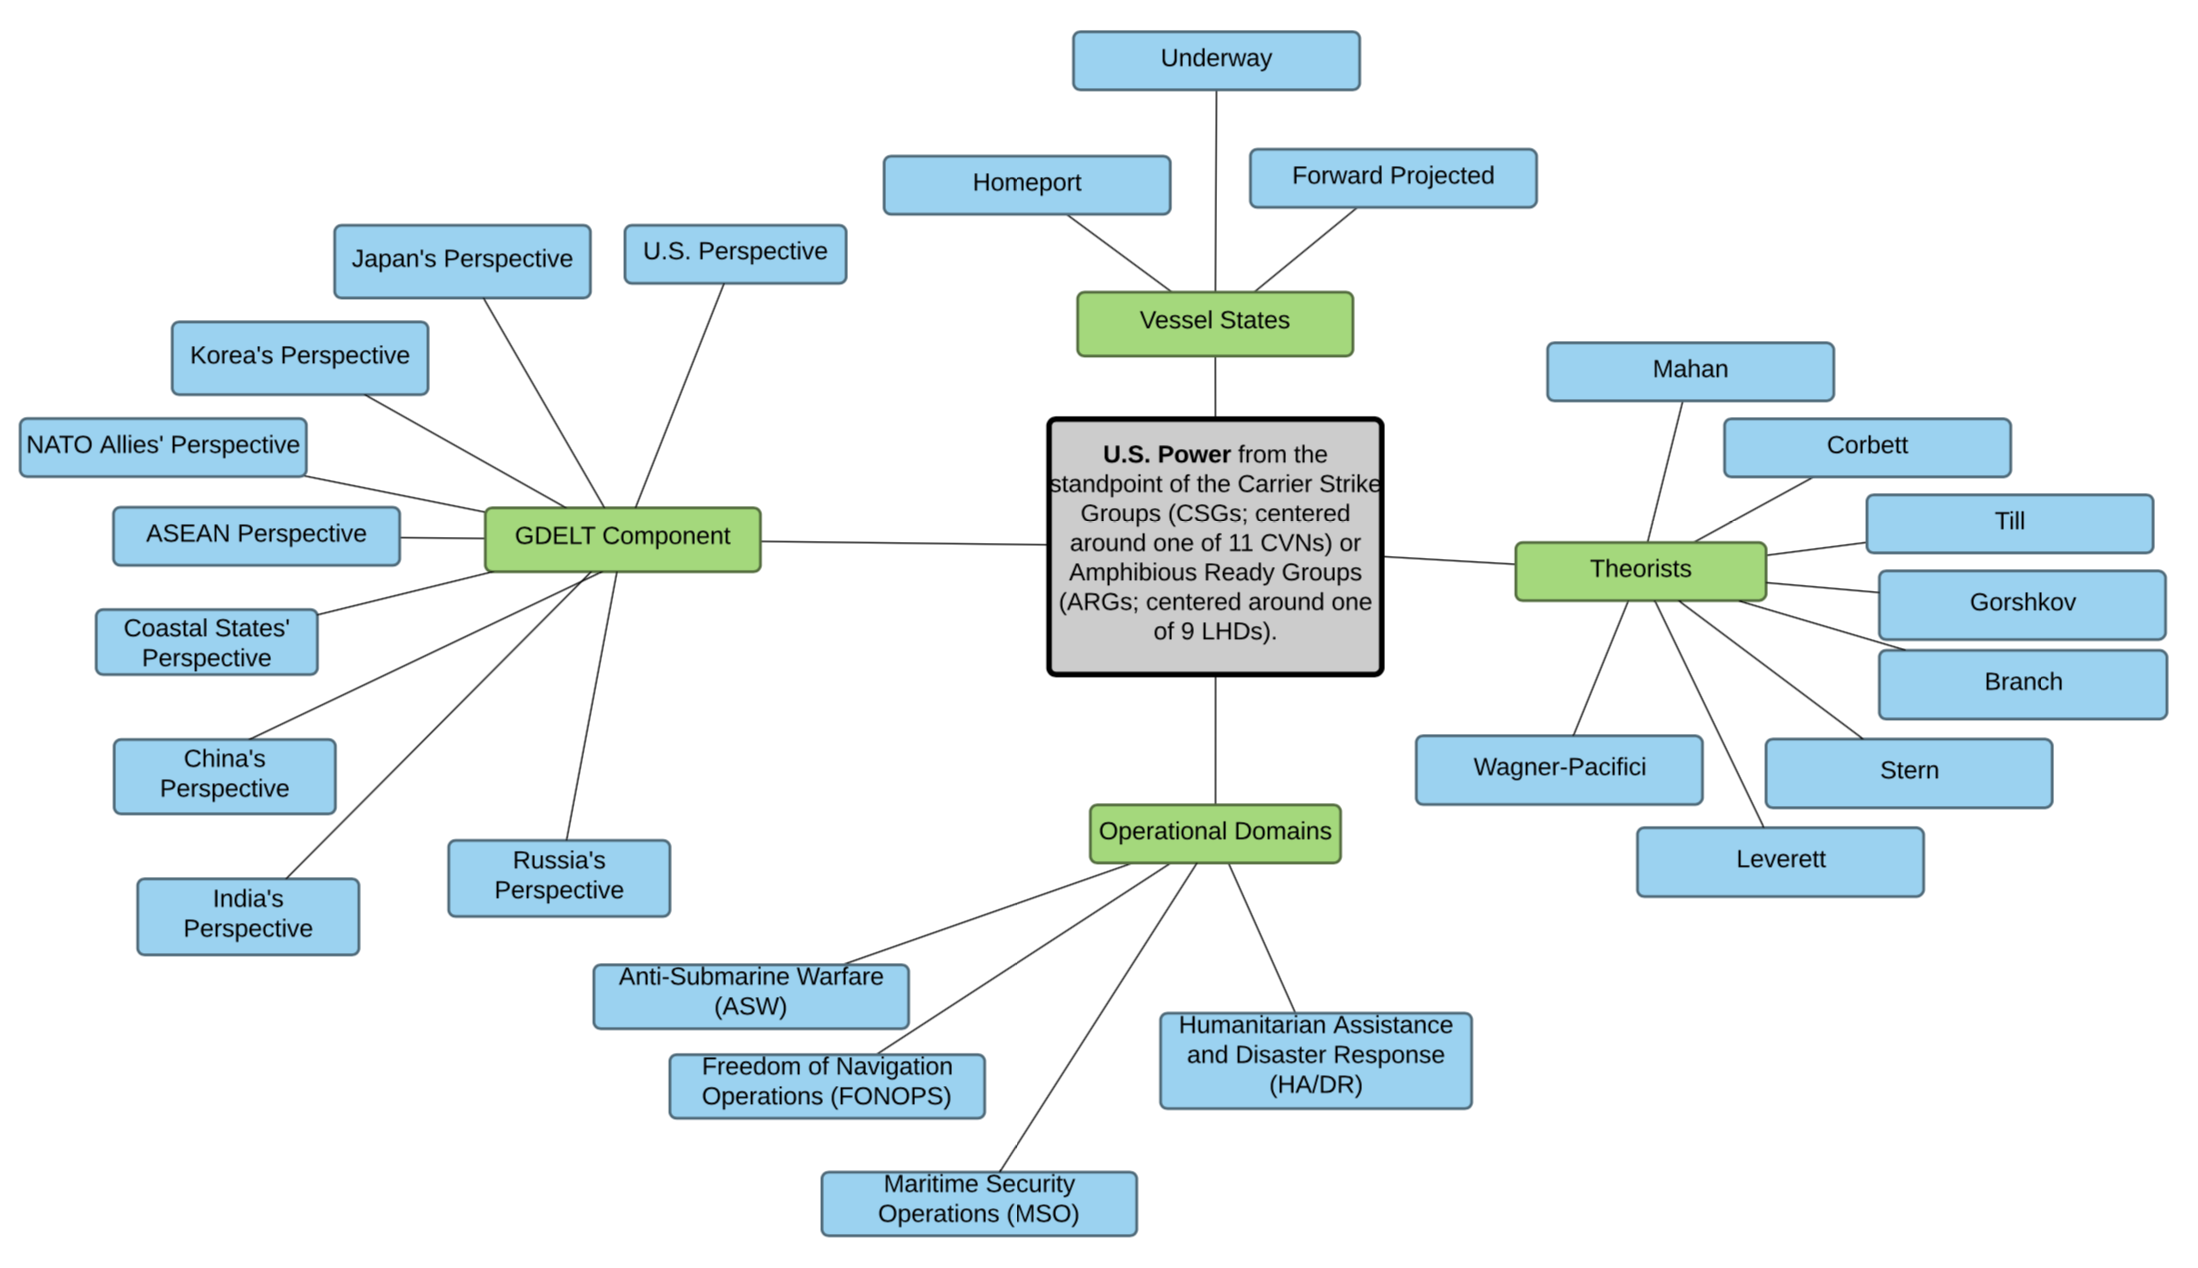 Underway
Homeport
Forward Projected
Japan's Perspective
U.S. Perspective
Korea's Perspective
NATO Allies' Perspective
ASEAN Perspective
Coastal States'
Perspective
China's
Perspective
India's
Perspective
Russia's
Perspective
GDELT Component
Vessel States
U.S. Power from the
standpoint of the Carrier Strike
Groups (CSGs; centered
around one of 11 CVNs) or
Amphibious Ready Groups
(ARGs; centered around one
of 9 LHDs).
Theorists
Mahan
Corbett
Till
Gorshkov
Branch
Stern
Leverett
Wagner-Pacifici
Operational Domains
Anti-Submarine Warfare
(ASW)
Freedom of Navigation
Operations (FONOPS)
Maritime Security
Operations (MSO)
Humanitarian Assistance
and Disaster Response
(HA/DR)